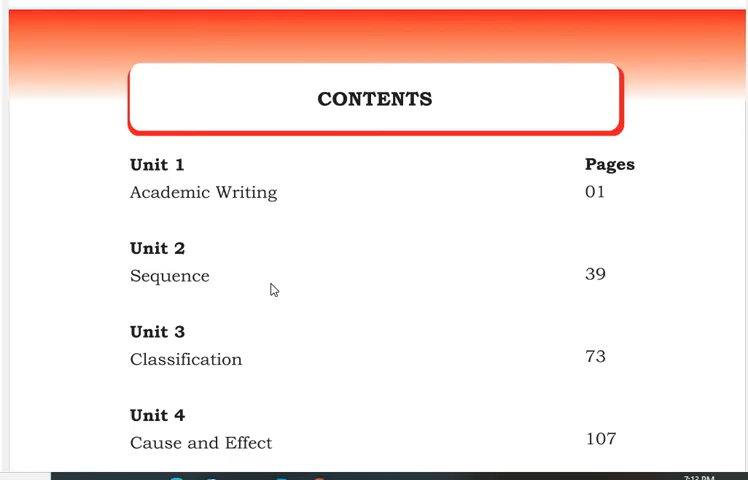 CONTENTS
Unit 1 Pages
Academic Writing 01
Unit 2
Sequence 39
Unit 3
Classification 73
Unit 4
Cause and Effect 107